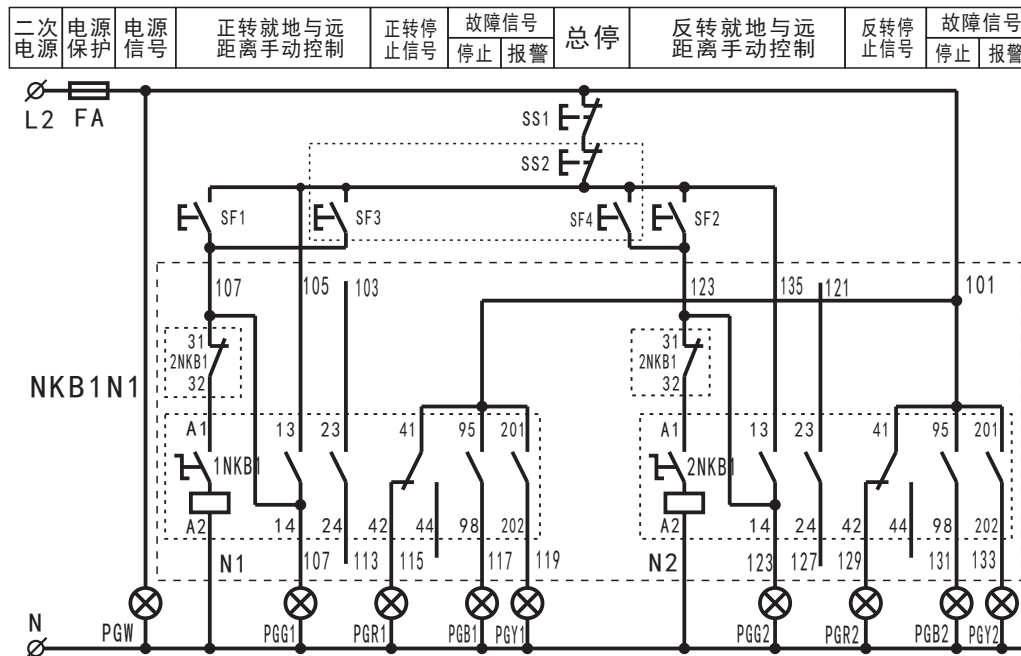 二次 电源 电源 正转就地与远 正转停 故障信号 总停 反转就地与远 反转停 故障信号
电源 保护 信号 距离手动控制 止信号 停止 报警 距离手动控制 止信号 停止 报警
L2 FA
SS1
SS2
SF1 SF3 SF4 SF2
107 105 103 123 135 121 101
31 31
2NKB1 2NKB1
32 32
NKB1N1
A1 13 23 41 95 201 A1 13 23 41 95 201
1NKB1 2NKB1
A2 14 24 42 44 98 202 A2 14 24 42 44 98 202
N1 107 113 115 117 119 N2 123 127 129 131 133
N
PGW PGG1 PGR1 PGB1 PGY1 PGG2 PGR2 PGB2 PGY2